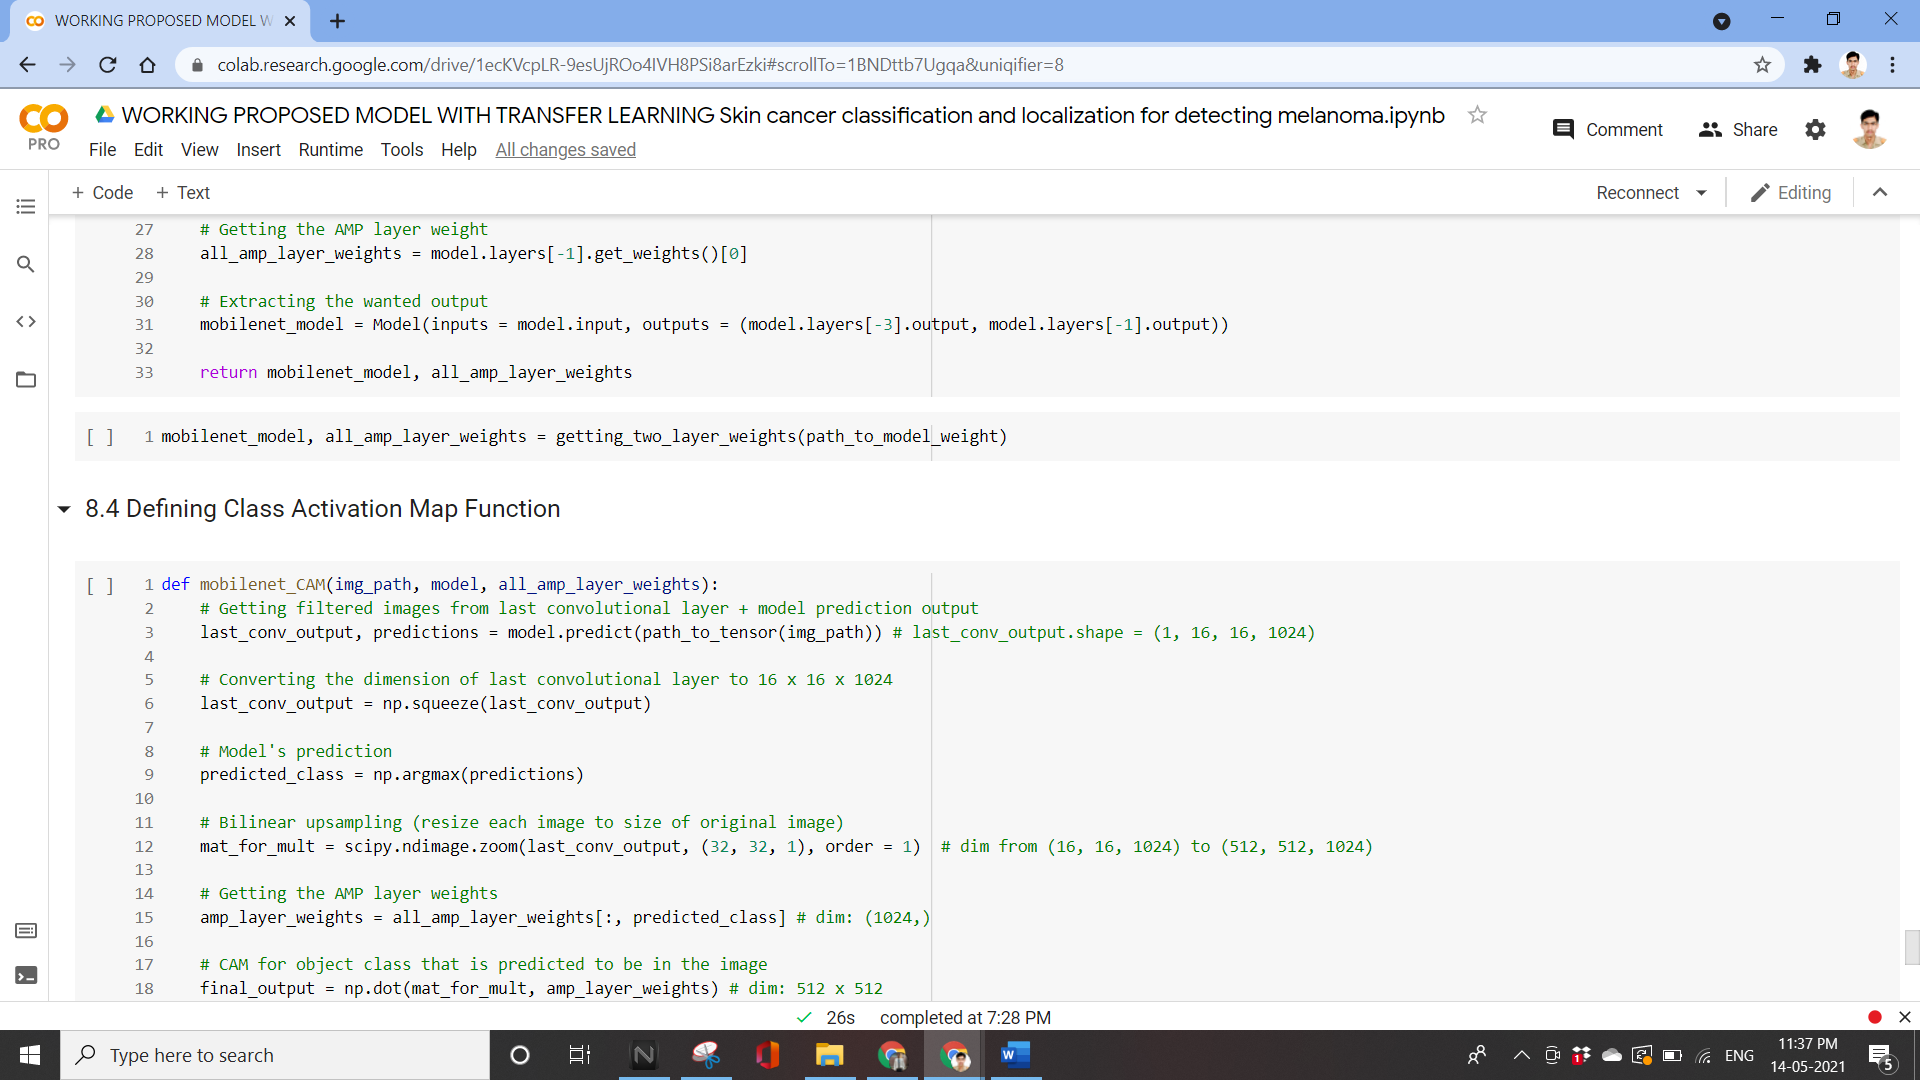 WORKING PROPOSED MODEL W
colab.research.google.com/drive/1ecKVcpLR-9esUjROo4IVH8PSi8arEzki#scrollTo=1BNDttb7Ugqa&uniqifier=8
WORKING PROPOSED MODEL WITH TRANSFER LEARNING Skin cancer classification and localization for detecting melanoma.ipynb
PRO
File Edit View Insert Runtime Tools Help All changes saved
Comment Share
+ Code + Text
Reconnect Editing
27 # Getting the AMP layer weight
28 all_amp_layer_weights = model.layers[-1].get_weights()[0]
29
30 # Extracting the wanted output
31 mobilenet_model = Model(inputs = model.input, outputs = (model.layers[-3].output, model.layers[-1].output))
32
33 return mobilenet_model, all_amp_layer_weights
[ ] 1 mobilenet_model, all_amp_layer_weights = getting_two_layer_weights(path_to_model_weight)
8.4 Defining Class Activation Map Function
[ ] 1 def mobilenet_CAM(img_path, model, all_amp_layer_weights):
2 # Getting filtered images from last convolutional layer + model prediction output
3 last_conv_output, predictions = model.predict(path_to_tensor(img_path)) # last_conv_output.shape = (1, 16, 16, 1024)
4
5 # Converting the dimension of last convolutional layer to 16 x 16 x 1024
6 last_conv_output = np.squeeze(last_conv_output)
7
8 # Model's prediction
9 predicted_class = np.argmax(predictions)
10
11 # Bilinear upsampling (resize each image to size of original image)
12 mat_for_mult = scipy.ndimage.zoom(last_conv_output, (32, 32, 1), order = 1) # dim from (16, 16, 1024) to (512, 512, 1024)
13
14 # Getting the AMP layer weights
15 amp_layer_weights = all_amp_layer_weights[:, predicted_class] # dim: (1024,)
16
17 # CAM for object class that is predicted to be in the image
18 final_output = np.dot(mat_for_mult, amp_layer_weights) # dim: 512 x 512
26s completed at 7:28 PM
Type here to search
ENG
11:37 PM
14-05-2021
5